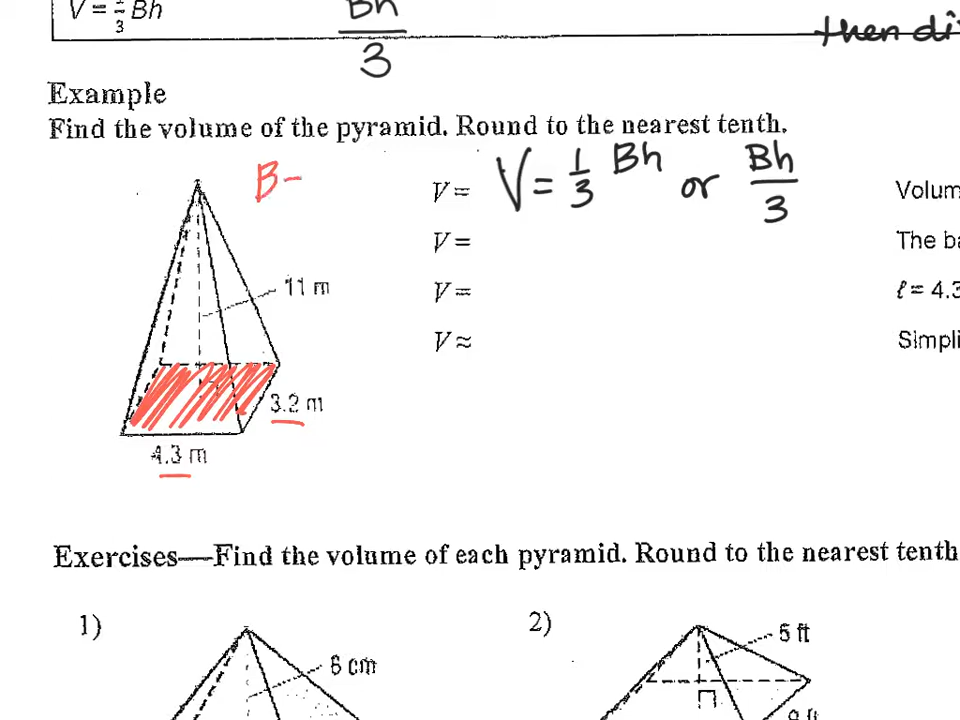 V = 1/3 Bh
Bh
3
then di
Example
Find the volume of the pyramid. Round to the nearest tenth.
B-
V = V = 1/3 Bh or Bh/3
Volum
11 m
V =
The ba
V =
ℓ = 4.3
V ≈
Simpli
3.2 m
4.3 m
Exercises—Find the volume of each pyramid. Round to the nearest tenth
1)
2)
6 cm
5 ft